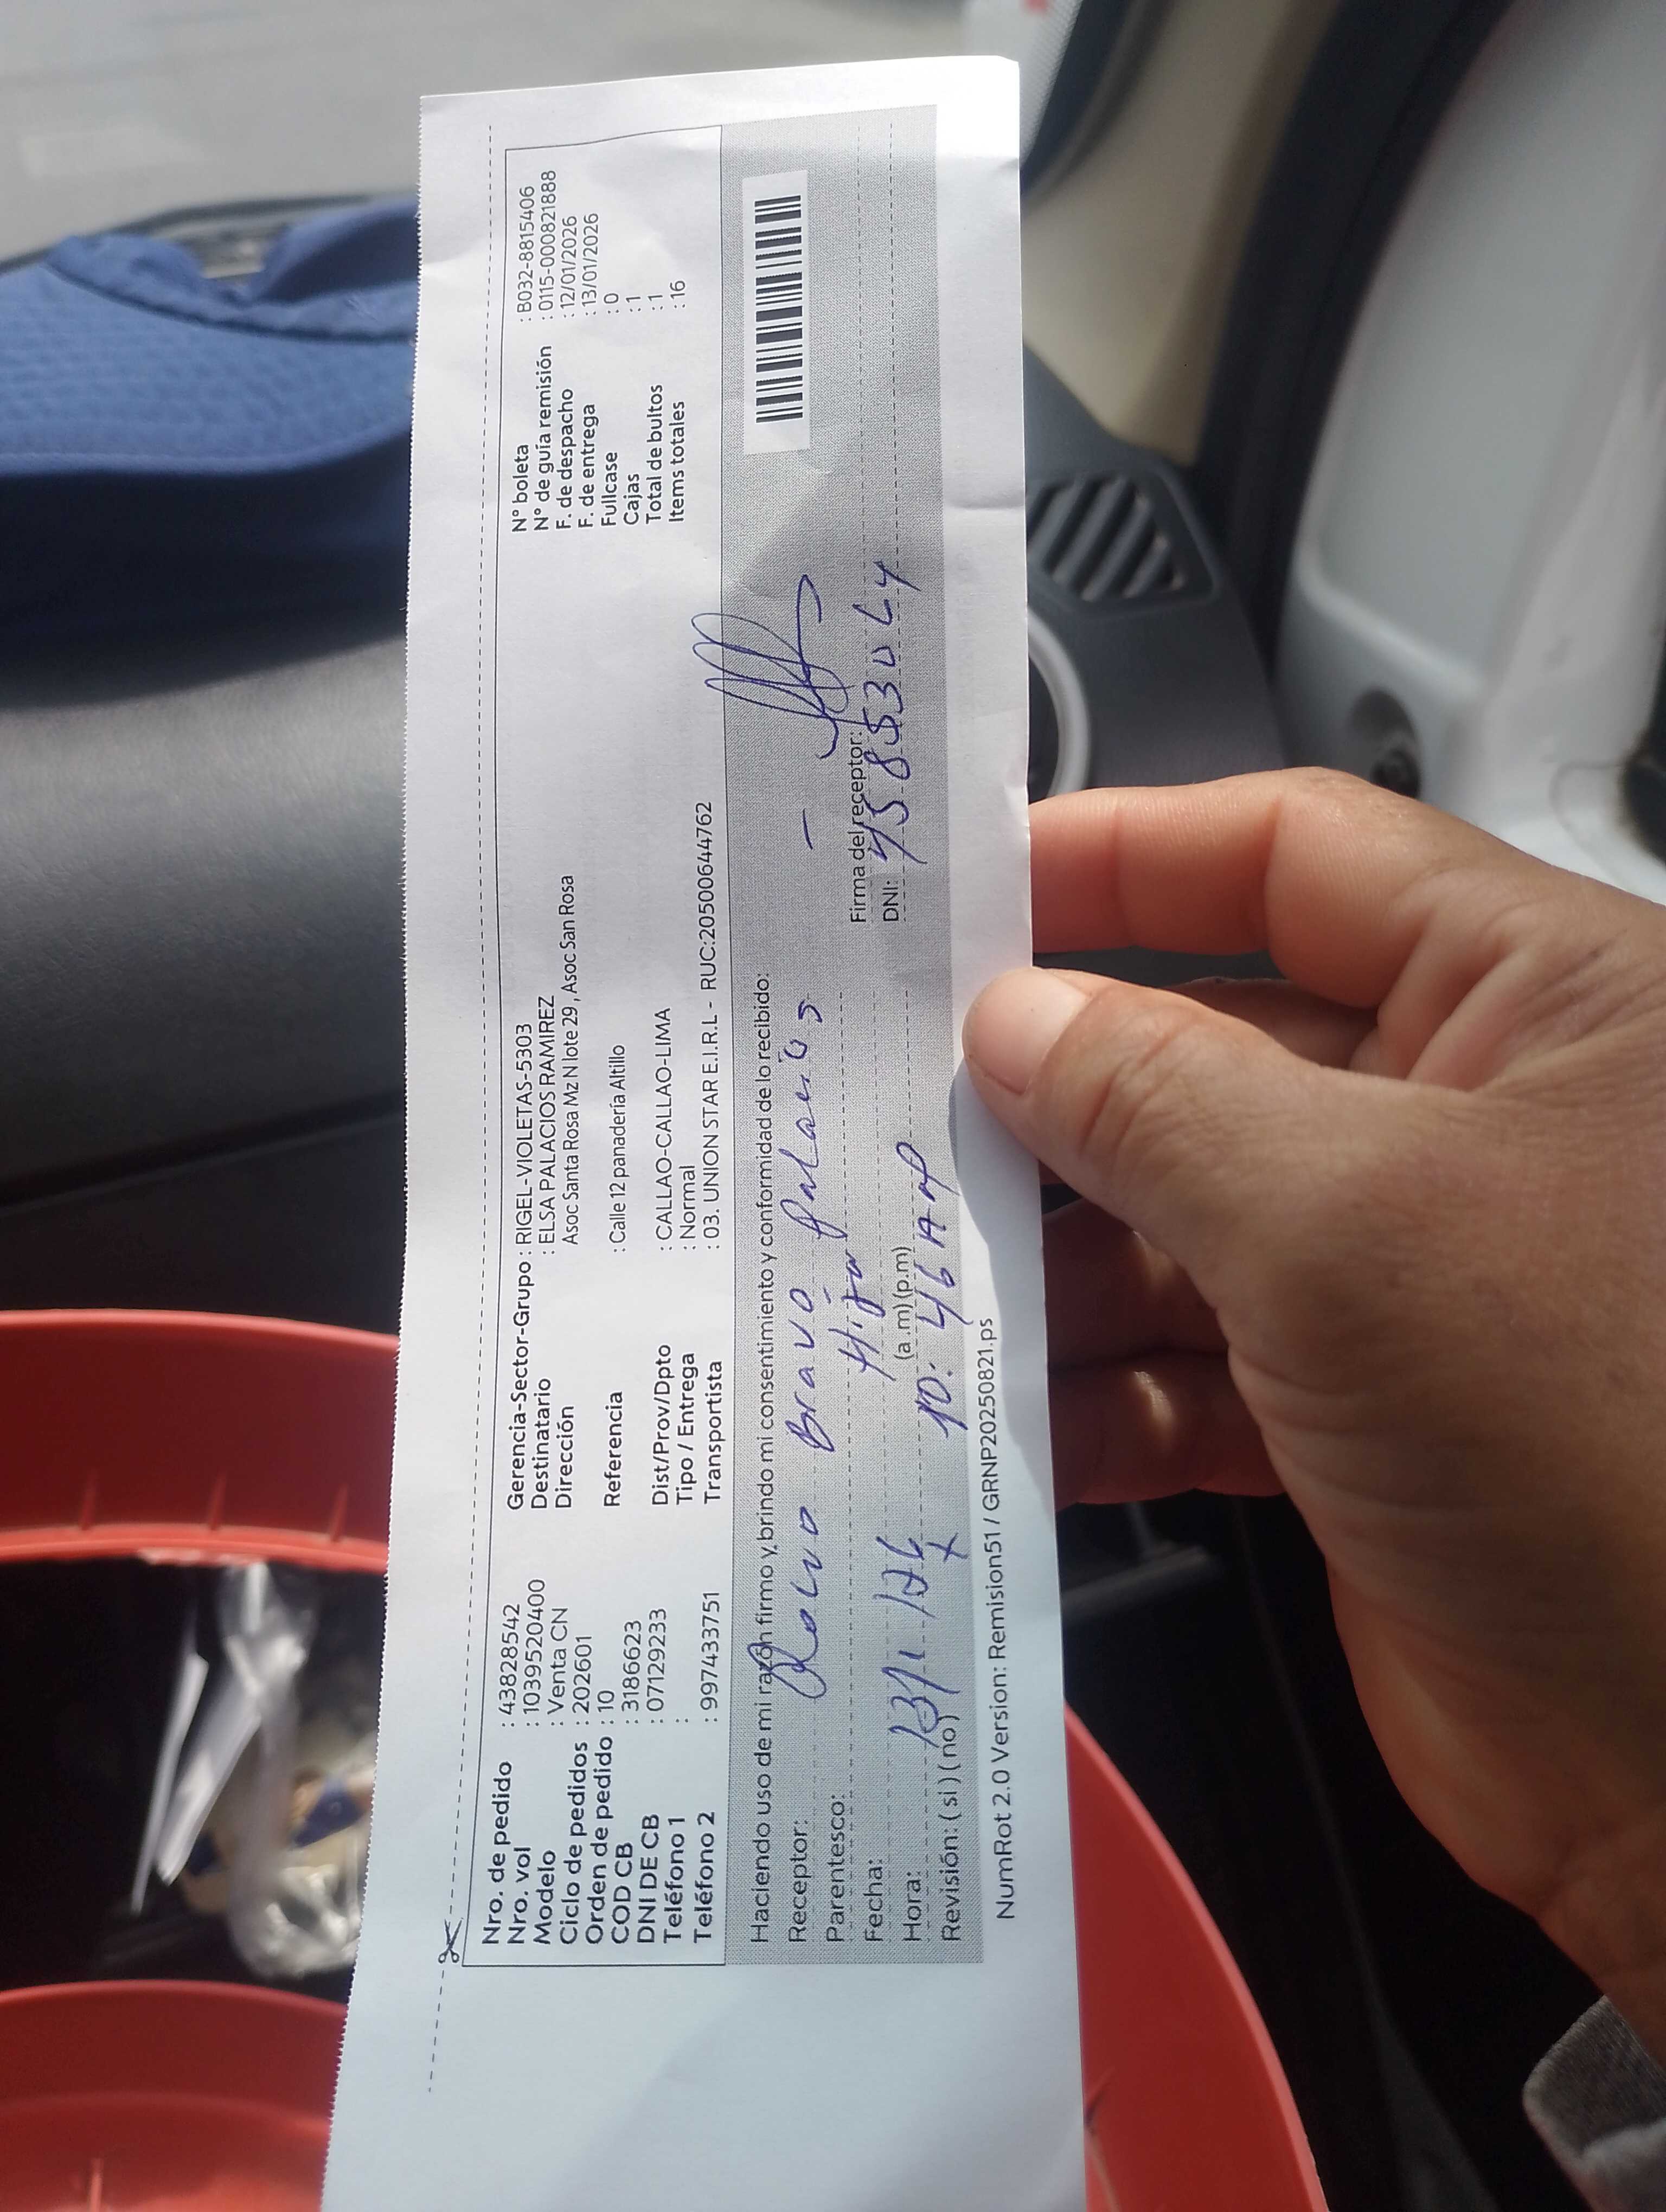 Nro. de pedido : 43828542
Nro. vol : 1039520400
Modelo : Venta CN
Ciclo de pedidos : 202601
Orden de pedido : 10
COD CB : 3186623
DNI DE CB : 07129233
Teléfono 1 :
Teléfono 2 : 997433751
Gerencia-Sector-Grupo : RIGEL-VIOLETAS-5303
Destinatario : ELSA PALACIOS RAMIREZ
Dirección Asoc Santa Rosa Mz N lote 29 , Asoc San Rosa
Referencia : Calle 12 panadería Altillo
Dist/Prov/Dpto : CALLAO-CALLAO-LIMA
Tipo / Entrega : Normal
Transportista : 03. UNION STAR E.I.R.L - RUC:20500644762
N° boleta : B032-8815406
N° de guía remisión : 0115-000821888
F. de despacho : 12/01/2026
F. de entrega : 13/01/2026
Fullcase : 0
Cajas : 1
Total de bultos : 1
Items totales : 16
Haciendo uso de mi razón firmo y brindo mi consentimiento y conformidad de lo recibido:
Receptor: Bravo Palacios
Parentesco: Hijo
Fecha: 13/1/26
Hora: 10:46 (a.m) (p.m)
Revisión: ( si ) ( no ) X
Firma del receptor:
DNI:
NumRot 2.0 Version: Remision51 / GRNP20250821.ps